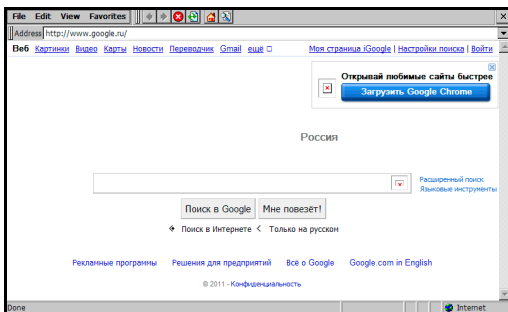 File Edit View Favorites
Address http://www.google.ru/
Веб Картинки Видео Карты Новости Переводчик Gmail ещё Моя страница iGoogle | Настройки поиска | Войти
Открывай любимые сайты быстрее
Загрузить Google Chrome
Россия
Расширенный поиск
Языковые инструменты
Поиск в Google Мне повезёт!
Поиск в Интернете Только на русском
Рекламные программы Решения для предприятий Всё о Google Google.com in English
© 2011 - Конфиденциальность
Done Internet